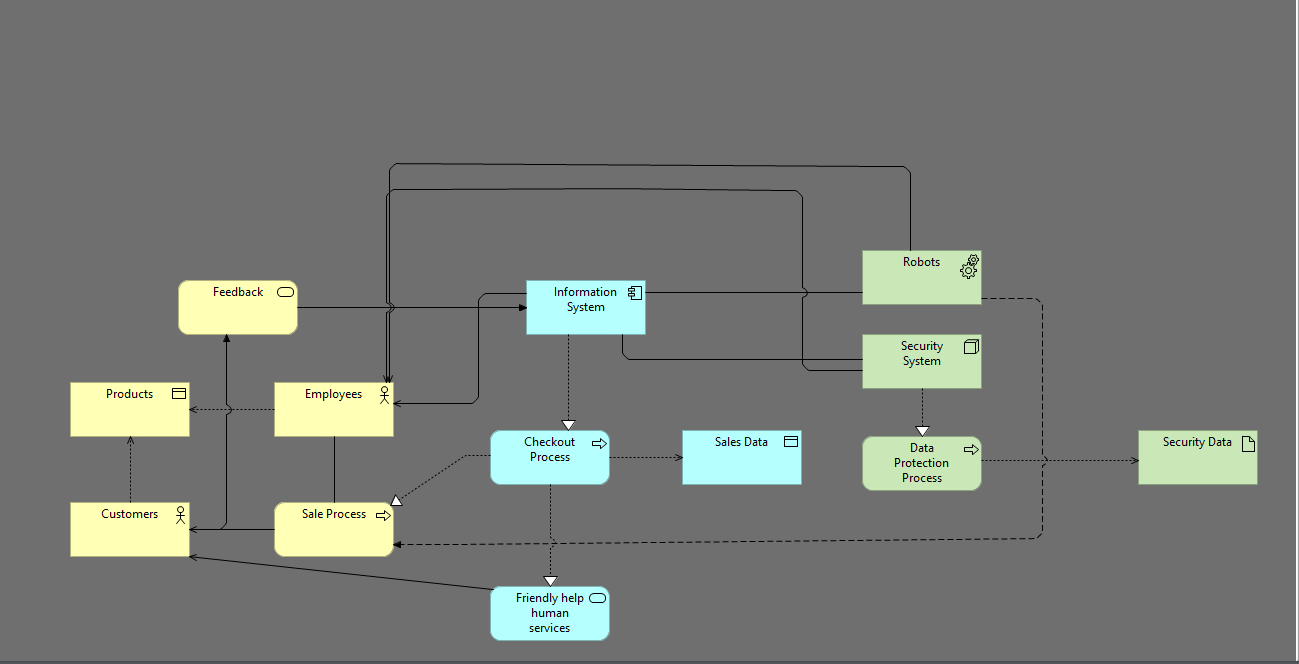 Robots
Feedback
Information
System
Security
System
Products
Employees
Checkout
Process
Sales Data
Data
Protection
Process
Security Data
Customers
Sale Process
Friendly help
human
services